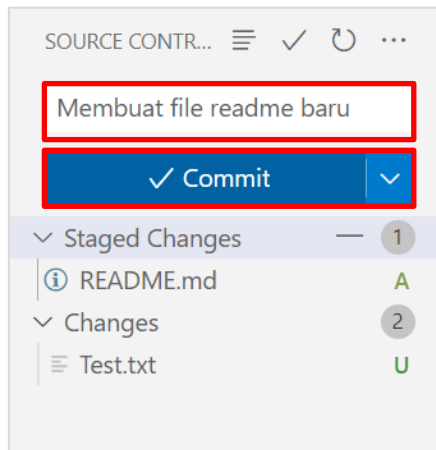 SOURCE CONTR...
Membuat file readme baru
Commit
Staged Changes 1
README.md A
Changes 2
Test.txt U